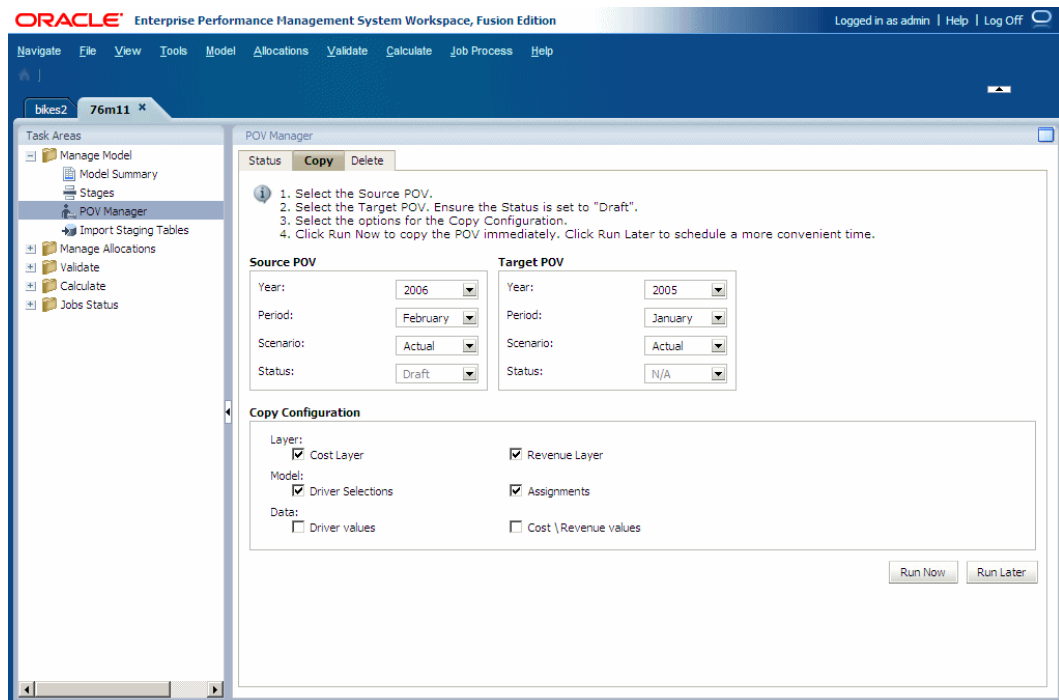 ORACLE Enterprise Performance Management System Workspace, Fusion Edition
Logged in as admin | Help | Log Off
Navigate File View Tools Model Allocations Validate Calculate Job Process Help
bikes2 76m11
Task Areas
Manage Model
Model Summary
Stages
POV Manager
Import Staging Tables
Manage Allocations
Validate
Calculate
Jobs Status
POV Manager
Status Copy Delete
1. Select the Source POV.
2. Select the Target POV. Ensure the Status is set to "Draft".
3. Select the options for the Copy Configuration.
4. Click Run Now to copy the POV immediately. Click Run Later to schedule a more convenient time.
Source POV
Year: 2006
Period: February
Scenario: Actual
Status: Draft
Target POV
Year: 2005
Period: January
Scenario: Actual
Status: N/A
Copy Configuration
Layer:
Cost Layer Revenue Layer
Model:
Driver Selections Assignments
Data:
Driver values Cost \ Revenue values
Run Now Run Later